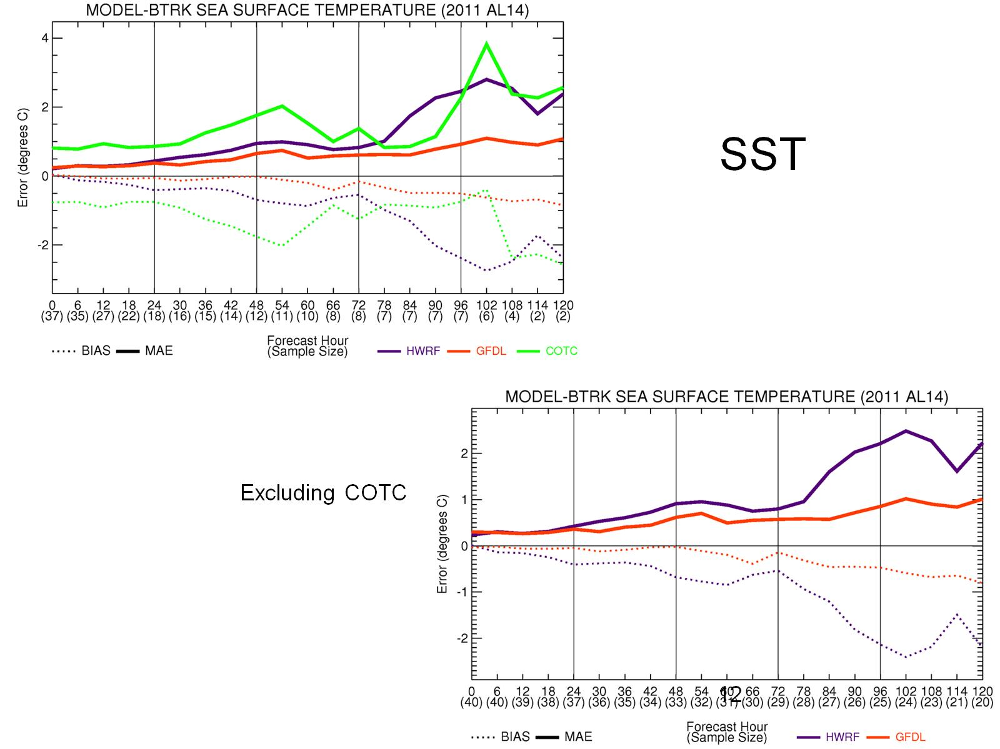 MODEL-BTRK SEA SURFACE TEMPERATURE (2011 AL14)
4
2
0
-2
Error (degrees C)
0 6 12 18 24 30 36 42 48 54 60 66 72 78 84 90 96 102 108 114 120
(37) (35) (27) (22) (18) (16) (15) (14) (12) (11) (10) (8) (8) (7) (7) (7) (7) (6) (4) (2) (2)
Forecast Hour
(Sample Size)
BIAS MAE HWRF GFDL COTC
SST
Excluding COTC
MODEL-BTRK SEA SURFACE TEMPERATURE (2011 AL14)
2
1
0
-1
-2
Error (degrees C)
0 6 12 18 24 30 36 42 48 54 60 66 72 78 84 90 96 102 108 114 120
(40) (40) (39) (38) (37) (36) (35) (34) (33) (32) (31) (30) (29) (28) (27) (26) (25) (24) (23) (21) (20)
12
Forecast Hour
(Sample Size)
BIAS MAE HWRF GFDL